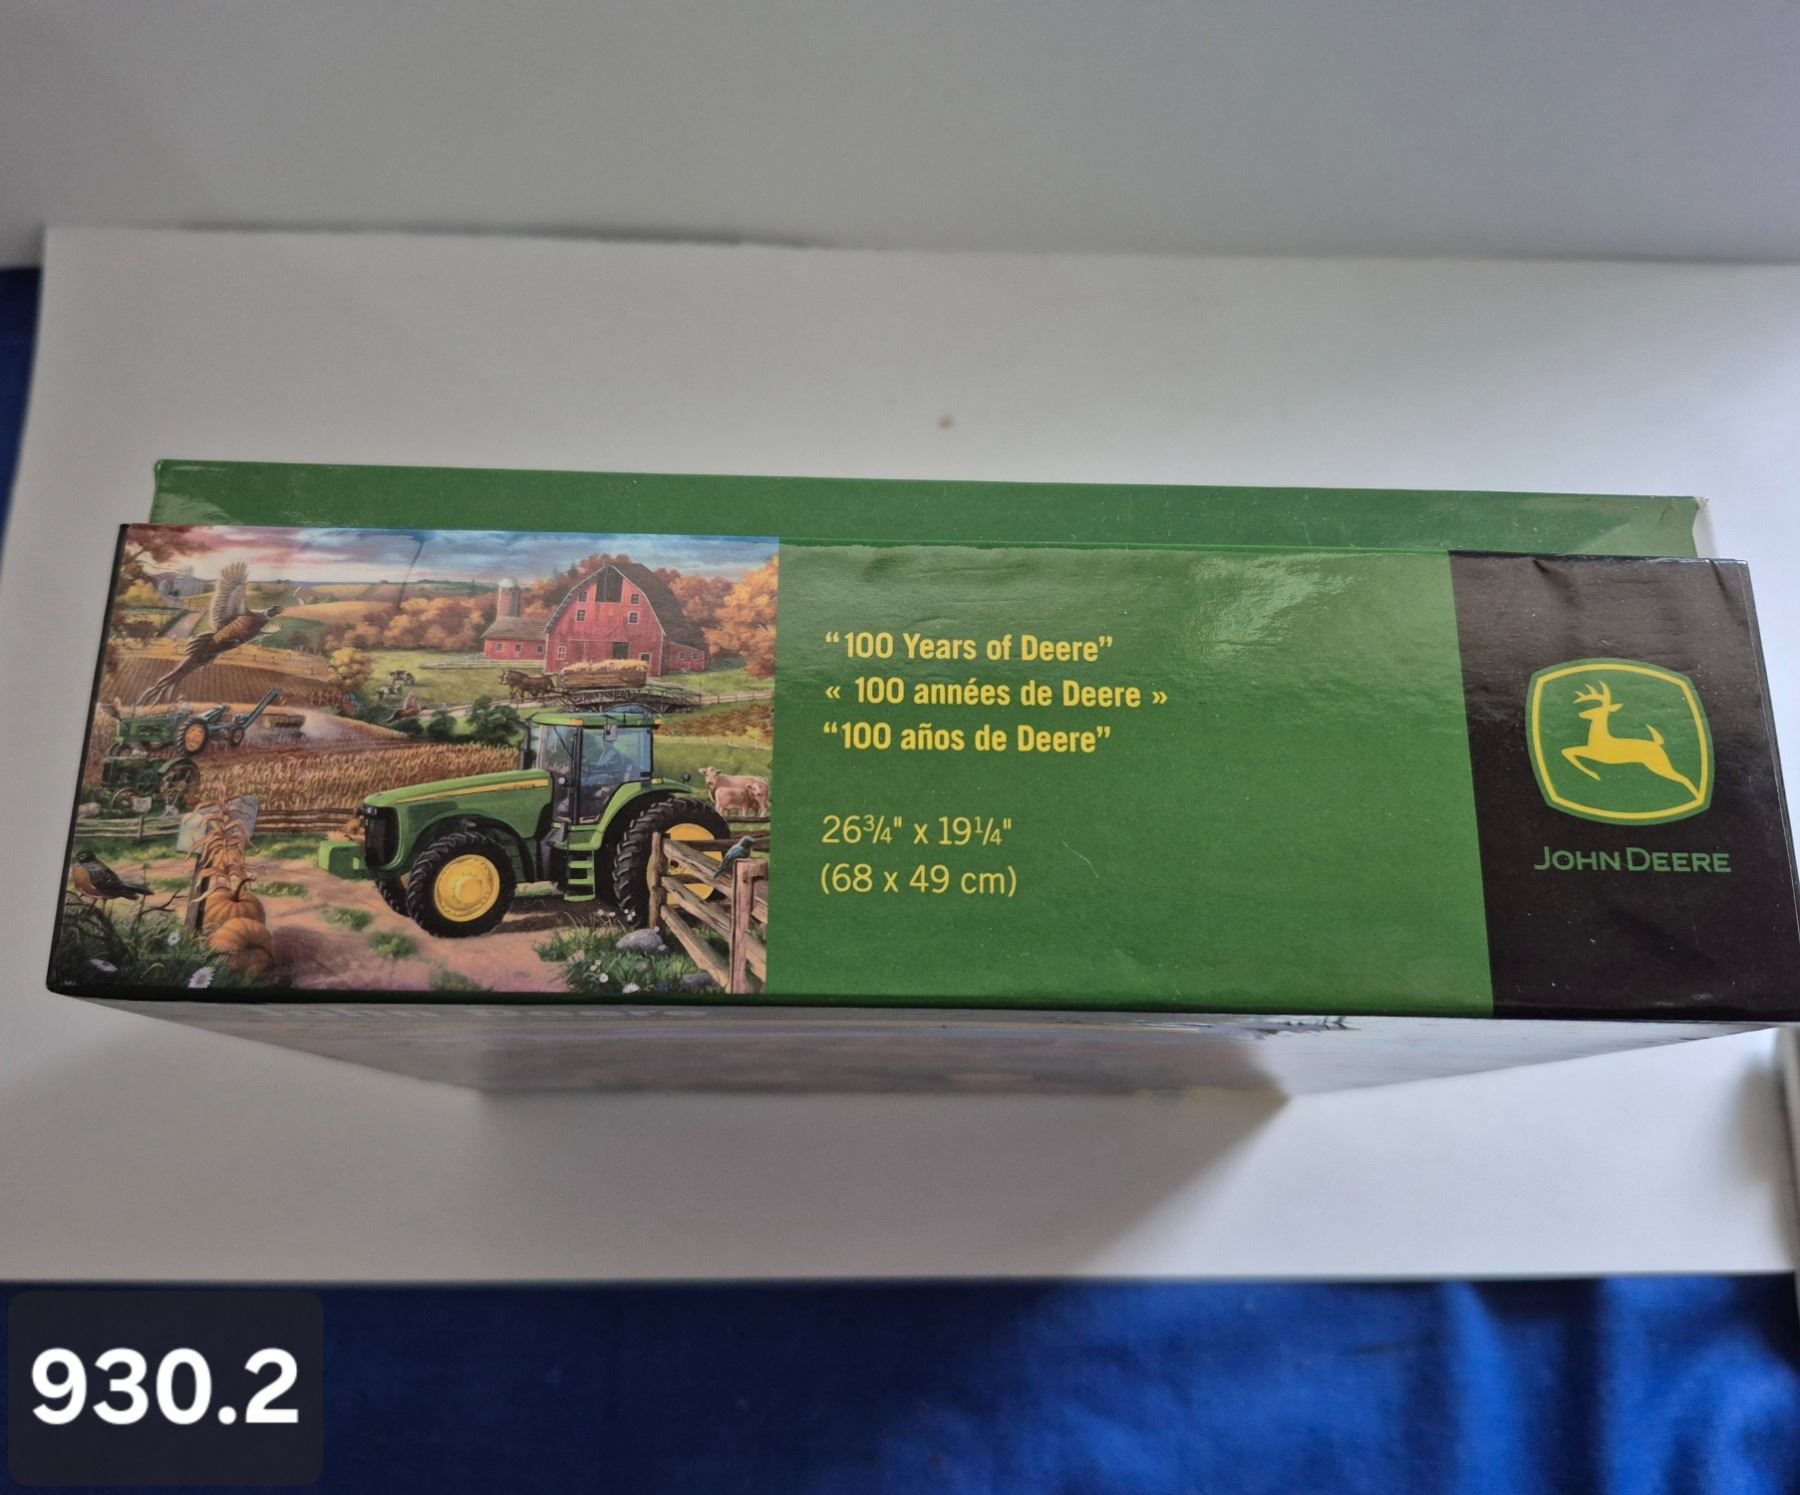 “100 Years of Deere”
« 100 années de Deere »
“100 años de Deere”
26¾" x 19¼"
(68 x 49 cm)
JOHN DEERE
930.2